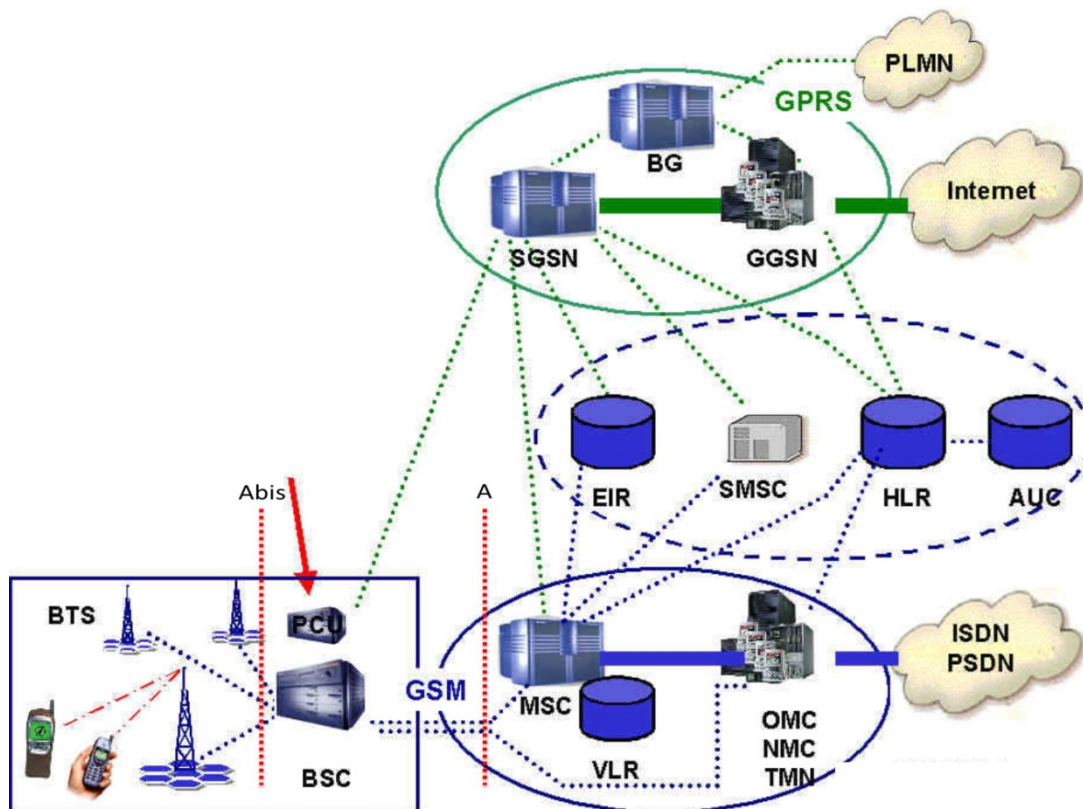 PLMN
GPRS
BG
Internet
SGSN
GGSN
EIR
SMSC
HLR
AUC
Abis
A
BTS
PCU
GSM
BSC
MSC
VLR
OMC
NMC
TMN
ISDN
PSDN